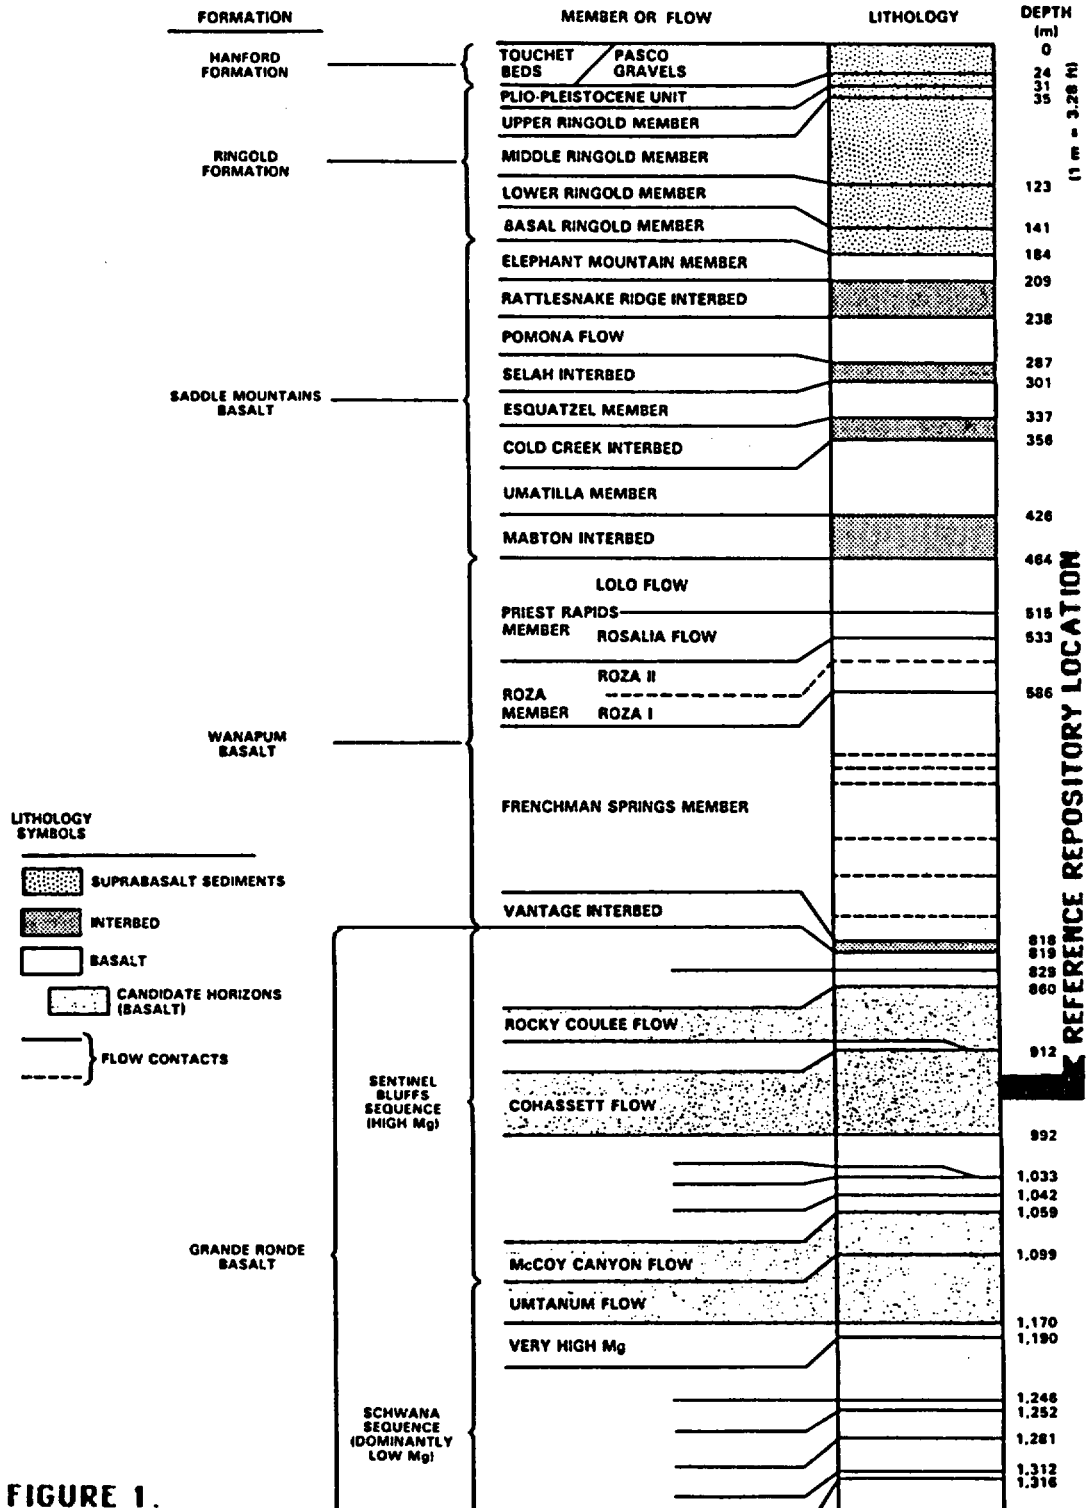 FORMATION
MEMBER OR FLOW
LITHOLOGY
DEPTH
(m)
(1 m = 3.28 ft)
HANFORD
FORMATION
TOUCHET
BEDS
PASCO
GRAVELS
0
24
31
35
PLIO-PLEISTOCENE UNIT
UPPER RINGOLD MEMBER
RINGOLD
FORMATION
MIDDLE RINGOLD MEMBER
123
LOWER RINGOLD MEMBER
141
BASAL RINGOLD MEMBER
184
ELEPHANT MOUNTAIN MEMBER
209
RATTLESNAKE RIDGE INTERBED
238
POMONA FLOW
287
SELAH INTERBED
301
SADDLE MOUNTAINS
BASALT
ESQUATZEL MEMBER
337
COLD CREEK INTERBED
356
UMATILLA MEMBER
426
MABTON INTERBED
464
LOLO FLOW
PRIEST RAPIDS
MEMBER
515
ROSALIA FLOW
533
ROZA II
ROZA
MEMBER
ROZA I
586
WANAPUM
BASALT
FRENCHMAN SPRINGS MEMBER
VANTAGE INTERBED
818
819
829
860
ROCKY COULEE FLOW
912
REFERENCE REPOSITORY LOCATION
LITHOLOGY
SYMBOLS
SUPRABASALT SEDIMENTS
INTERBED
BASALT
CANDIDATE HORIZONS
(BASALT)
FLOW CONTACTS
SENTINEL
BLUFFS
SEQUENCE
(HIGH Mg)
COHASSETT FLOW
992
1,033
1,042
1,059
GRANDE RONDE
BASALT
McCOY CANYON FLOW
1,099
UMTANUM FLOW
1,170
VERY HIGH Mg
1,190
1,246
1,252
SCHWANA
SEQUENCE
(DOMINANTLY
LOW Mg)
1,281
1,312
1,316
FIGURE 1.